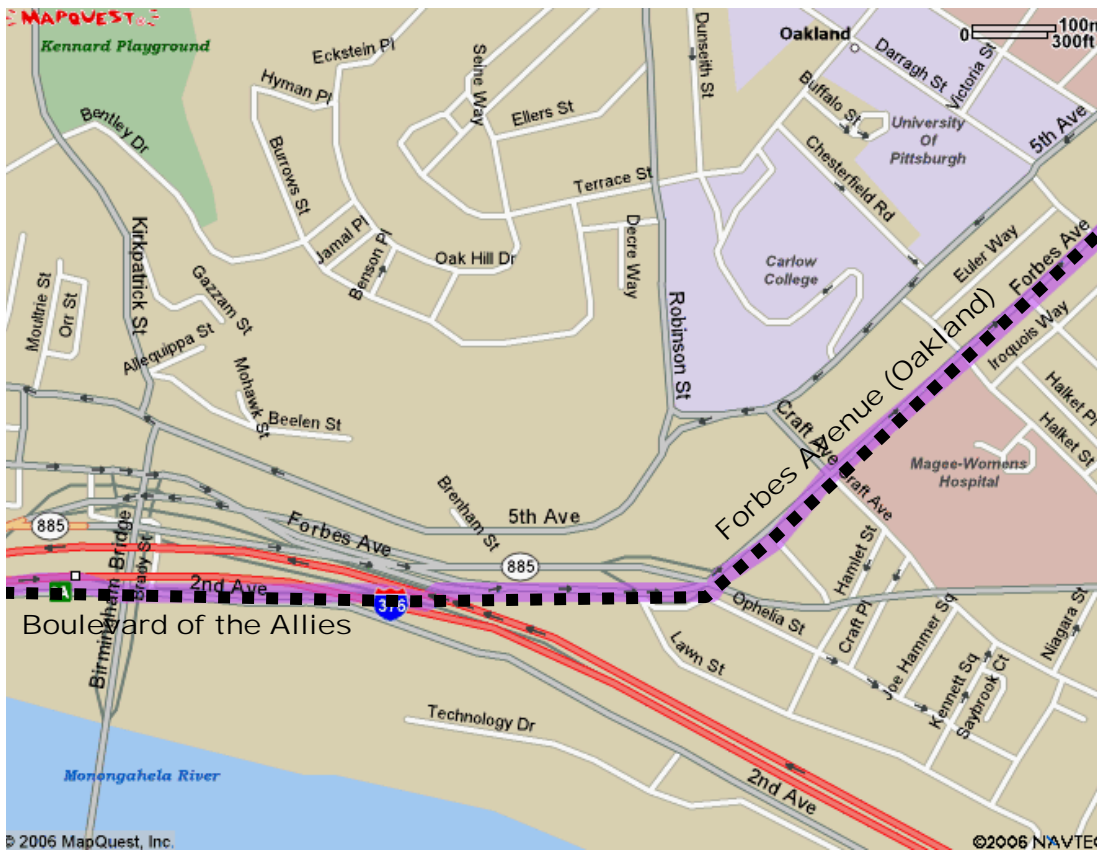 MAPQUEST
Kennard Playground
Eckstein Pl
Seine Way
Dunseith St
Oakland
Darragh St
Victoria St
0 100m
300ft
Hyman Pl
Ellers St
Buffalo St
University
Of
Pittsburgh
5th Ave
Bentley Dr
Burrows St
Terrace St
Chesterfield Rd
Jamal Pl
Benson Pl
Oak Hill Dr
Decre Way
Carlow
College
Euler Way
Forbes Ave
Kirkpatrick St
Gazzam St
Moultrie St
Orr St
Allequippa St
Mohawk St
Beelen St
Robinson St
Iroquois Way
Halket Pl
Halket St
Craft Ave
Craft Ave
Forbes Avenue (Oakland)
Magee-Womens
Hospital
Brenham St
5th Ave
885
Forbes Ave
885
Birmingham Bridge
Brady St
2nd Ave
376
A
Boulevard of the Allies
Hamlet St
Craft Pl
Ophelia St
Joe Hammer Sq
Lawn St
Kennett Sq
Saybrook Ct
Niagara St
Technology Dr
2nd Ave
Monongahela River
© 2006 MapQuest, Inc.
©2006 NAVTEQ